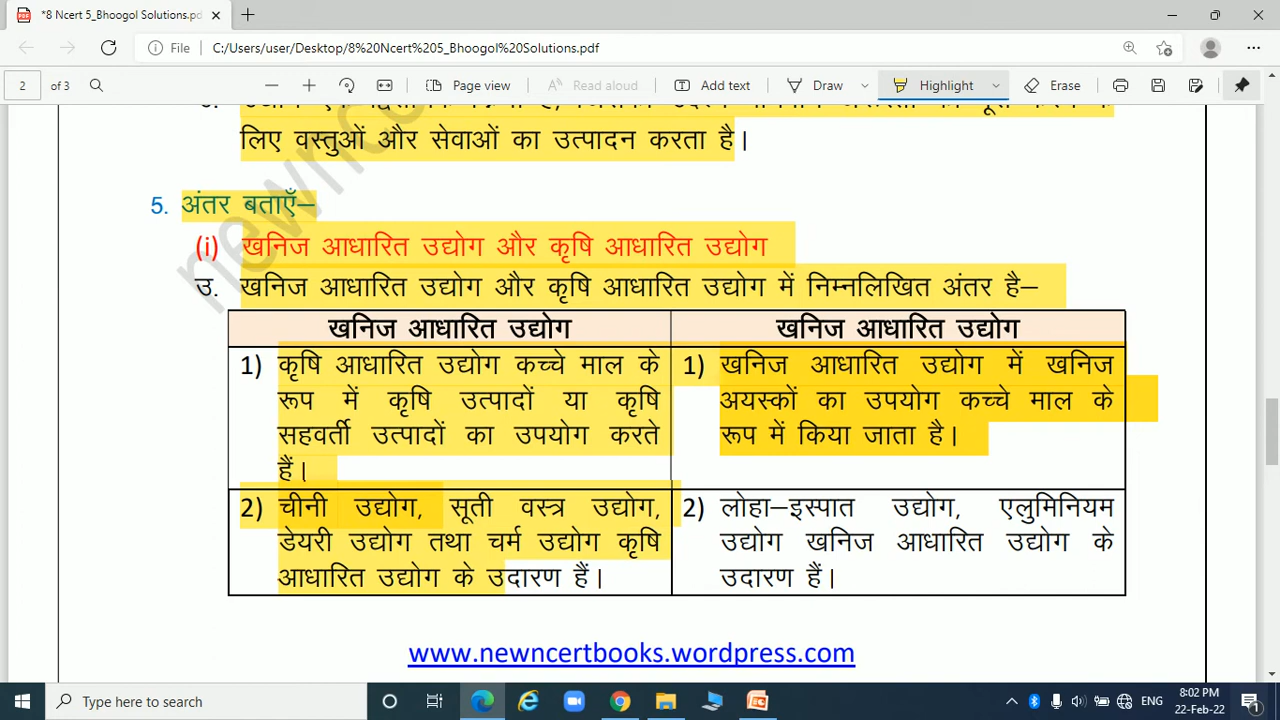 *8 Ncert 5_Bhoogol Solutions.pdf
File C:/Users/user/Desktop/8%20Ncert%205_Bhoogol%20Solutions.pdf
2 of 3 Page view Read aloud Add text Draw Highlight Erase
लिए वस्तुओं और सेवाओं का उत्पादन करता है।
5. अंतर बताएँ–
(i) खनिज आधारित उद्योग और कृषि आधारित उद्योग
उ. खनिज आधारित उद्योग और कृषि आधारित उद्योग में निम्नलिखित अंतर है–
खनिज आधारित उद्योग
1) कृषि आधारित उद्योग कच्चे माल के
रूप में कृषि उत्पादों या कृषि
सहवर्ती उत्पादों का उपयोग करते
हैं।
2) चीनी उद्योग, सूती वस्त्र उद्योग,
डेयरी उद्योग तथा चर्म उद्योग कृषि
आधारित उद्योग के उदारण हैं।
खनिज आधारित उद्योग
1) खनिज आधारित उद्योग में खनिज
अयस्कों का उपयोग कच्चे माल के
रूप में किया जाता है।
2) लोहा–इस्पात उद्योग, एलुमिनियम
उद्योग खनिज आधारित उद्योग के
उदारण हैं।
www.newncertbooks.wordpress.com
Type here to search
ENG
8:02 PM
22-Feb-22
1